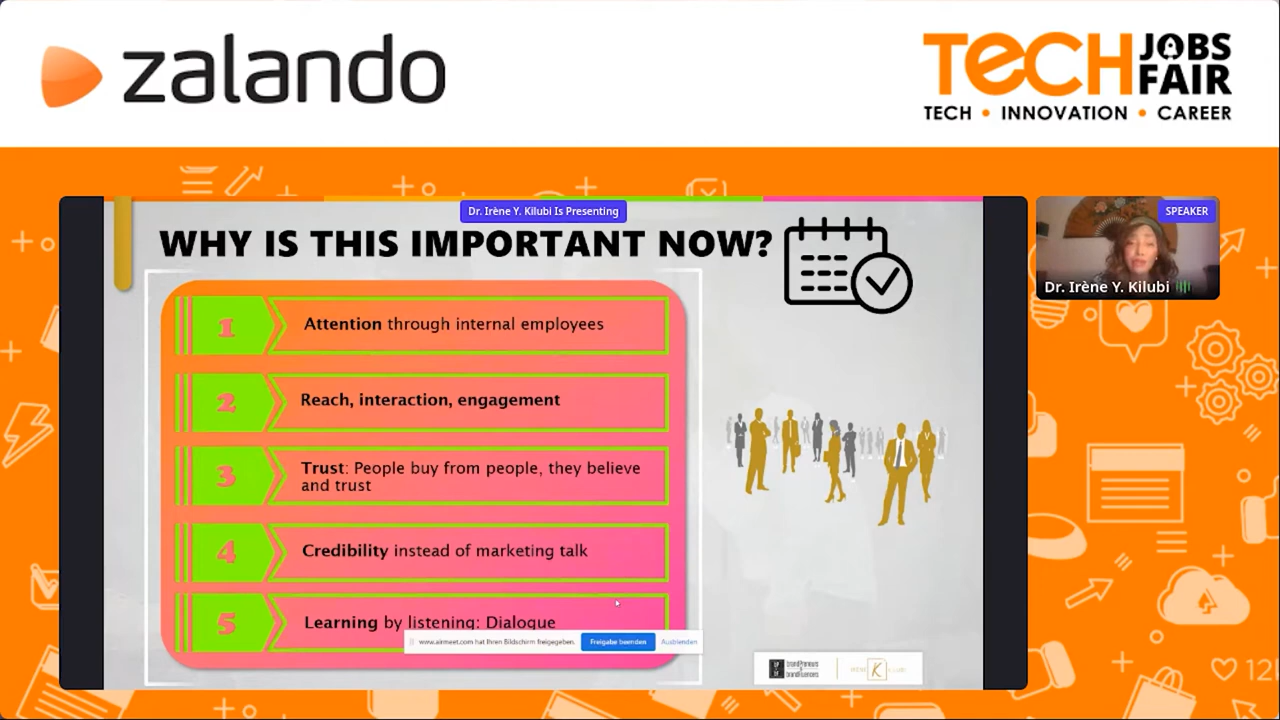 zalando
TECH JOBS
FAIR
TECH • INNOVATION • CAREER
Dr. Irène Y. Kilubi Is Presenting
SPEAKER
WHY IS THIS IMPORTANT NOW?
Dr. Irène Y. Kilubi
1 Attention through internal employees
2 Reach, interaction, engagement
3 Trust: People buy from people, they believe
and trust
4 Credibility instead of marketing talk
5 Learning by listening: Dialogue
www.airmeet.com hat Ihren Bildschirm freigegeben. Freigabe beenden Ausblenden
brandPreneurs
brandFluencers
K